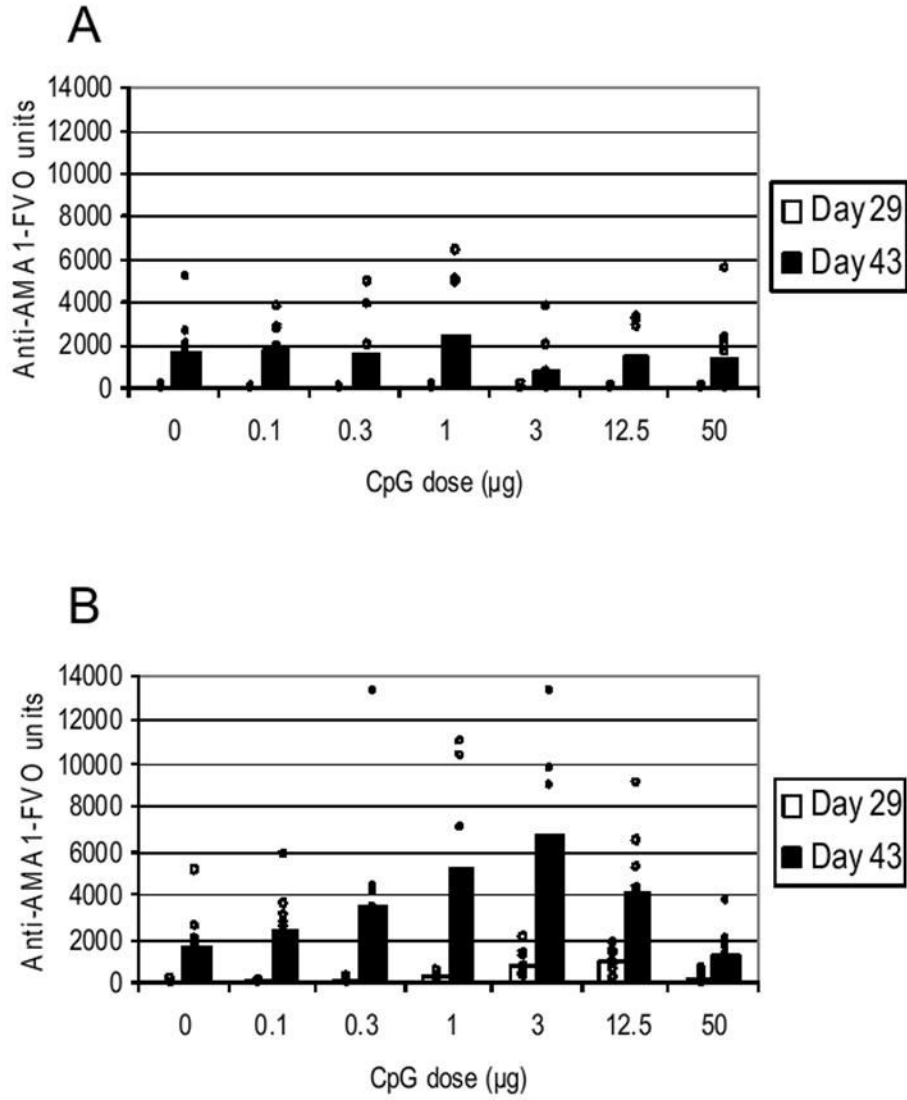 A
14000
12000
10000
8000
6000
4000
2000
0
Anti-AMA1-FVO units
0 0.1 0.3 1 3 12.5 50
CpG dose (µg)
Day 29
Day 43
B
14000
12000
10000
8000
6000
4000
2000
0
Anti-AMA1-FVO units
0 0.1 0.3 1 3 12.5 50
CpG dose (µg)
Day 29
Day 43